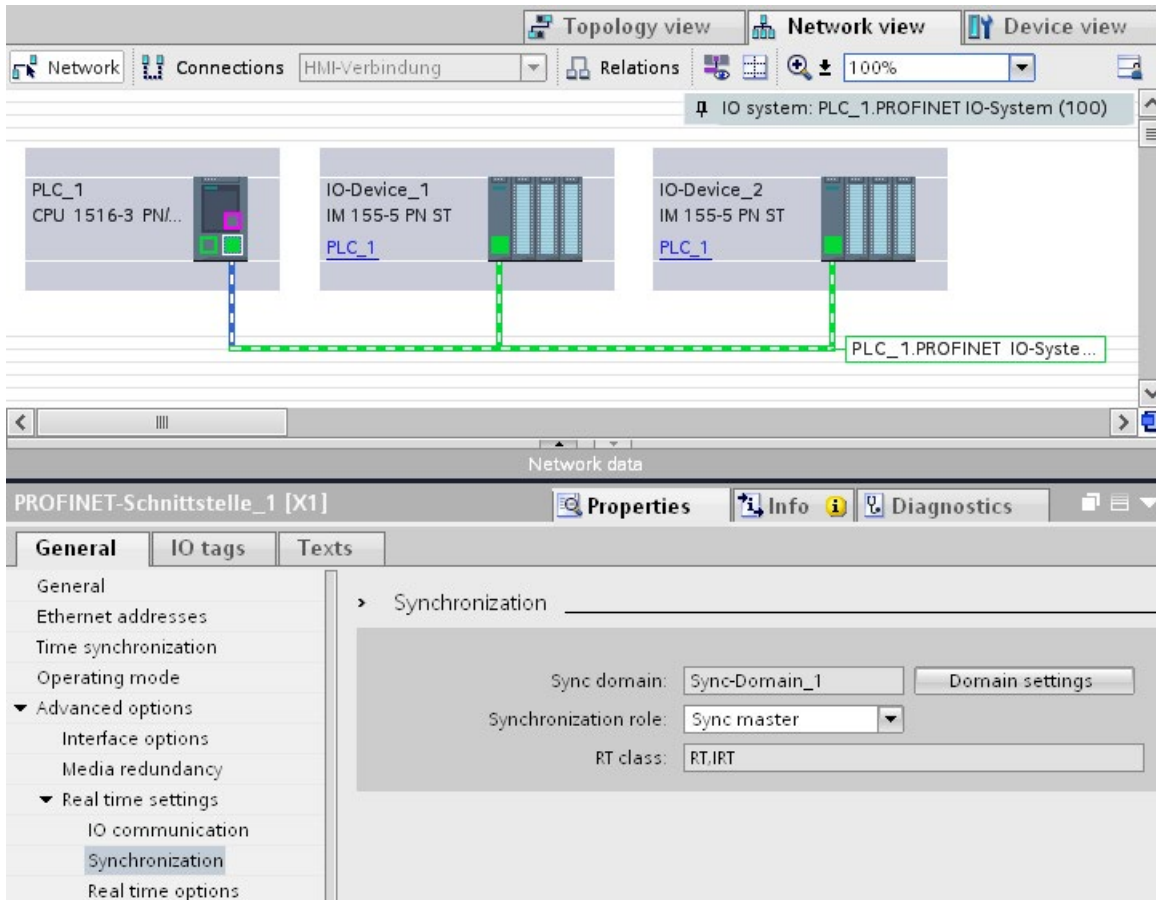 Topology view
Network view
Device view
Network
Connections
HMI-Verbindung
Relations
100%
IO system: PLC_1.PROFINET IO-System (100)
PLC_1
CPU 1516-3 PN/...
IO-Device_1
IM 155-5 PN ST
PLC_1
IO-Device_2
IM 155-5 PN ST
PLC_1
PLC_1.PROFINET IO-Syste...
Network data
PROFINET-Schnittstelle_1 [X1]
Properties
Info
Diagnostics
General
IO tags
Texts
General
Ethernet addresses
Time synchronization
Operating mode
Advanced options
Interface options
Media redundancy
Real time settings
IO communication
Synchronization
Real time options
Synchronization
Sync domain: Sync-Domain_1 Domain settings
Synchronization role: Sync master
RT class: RT,IRT